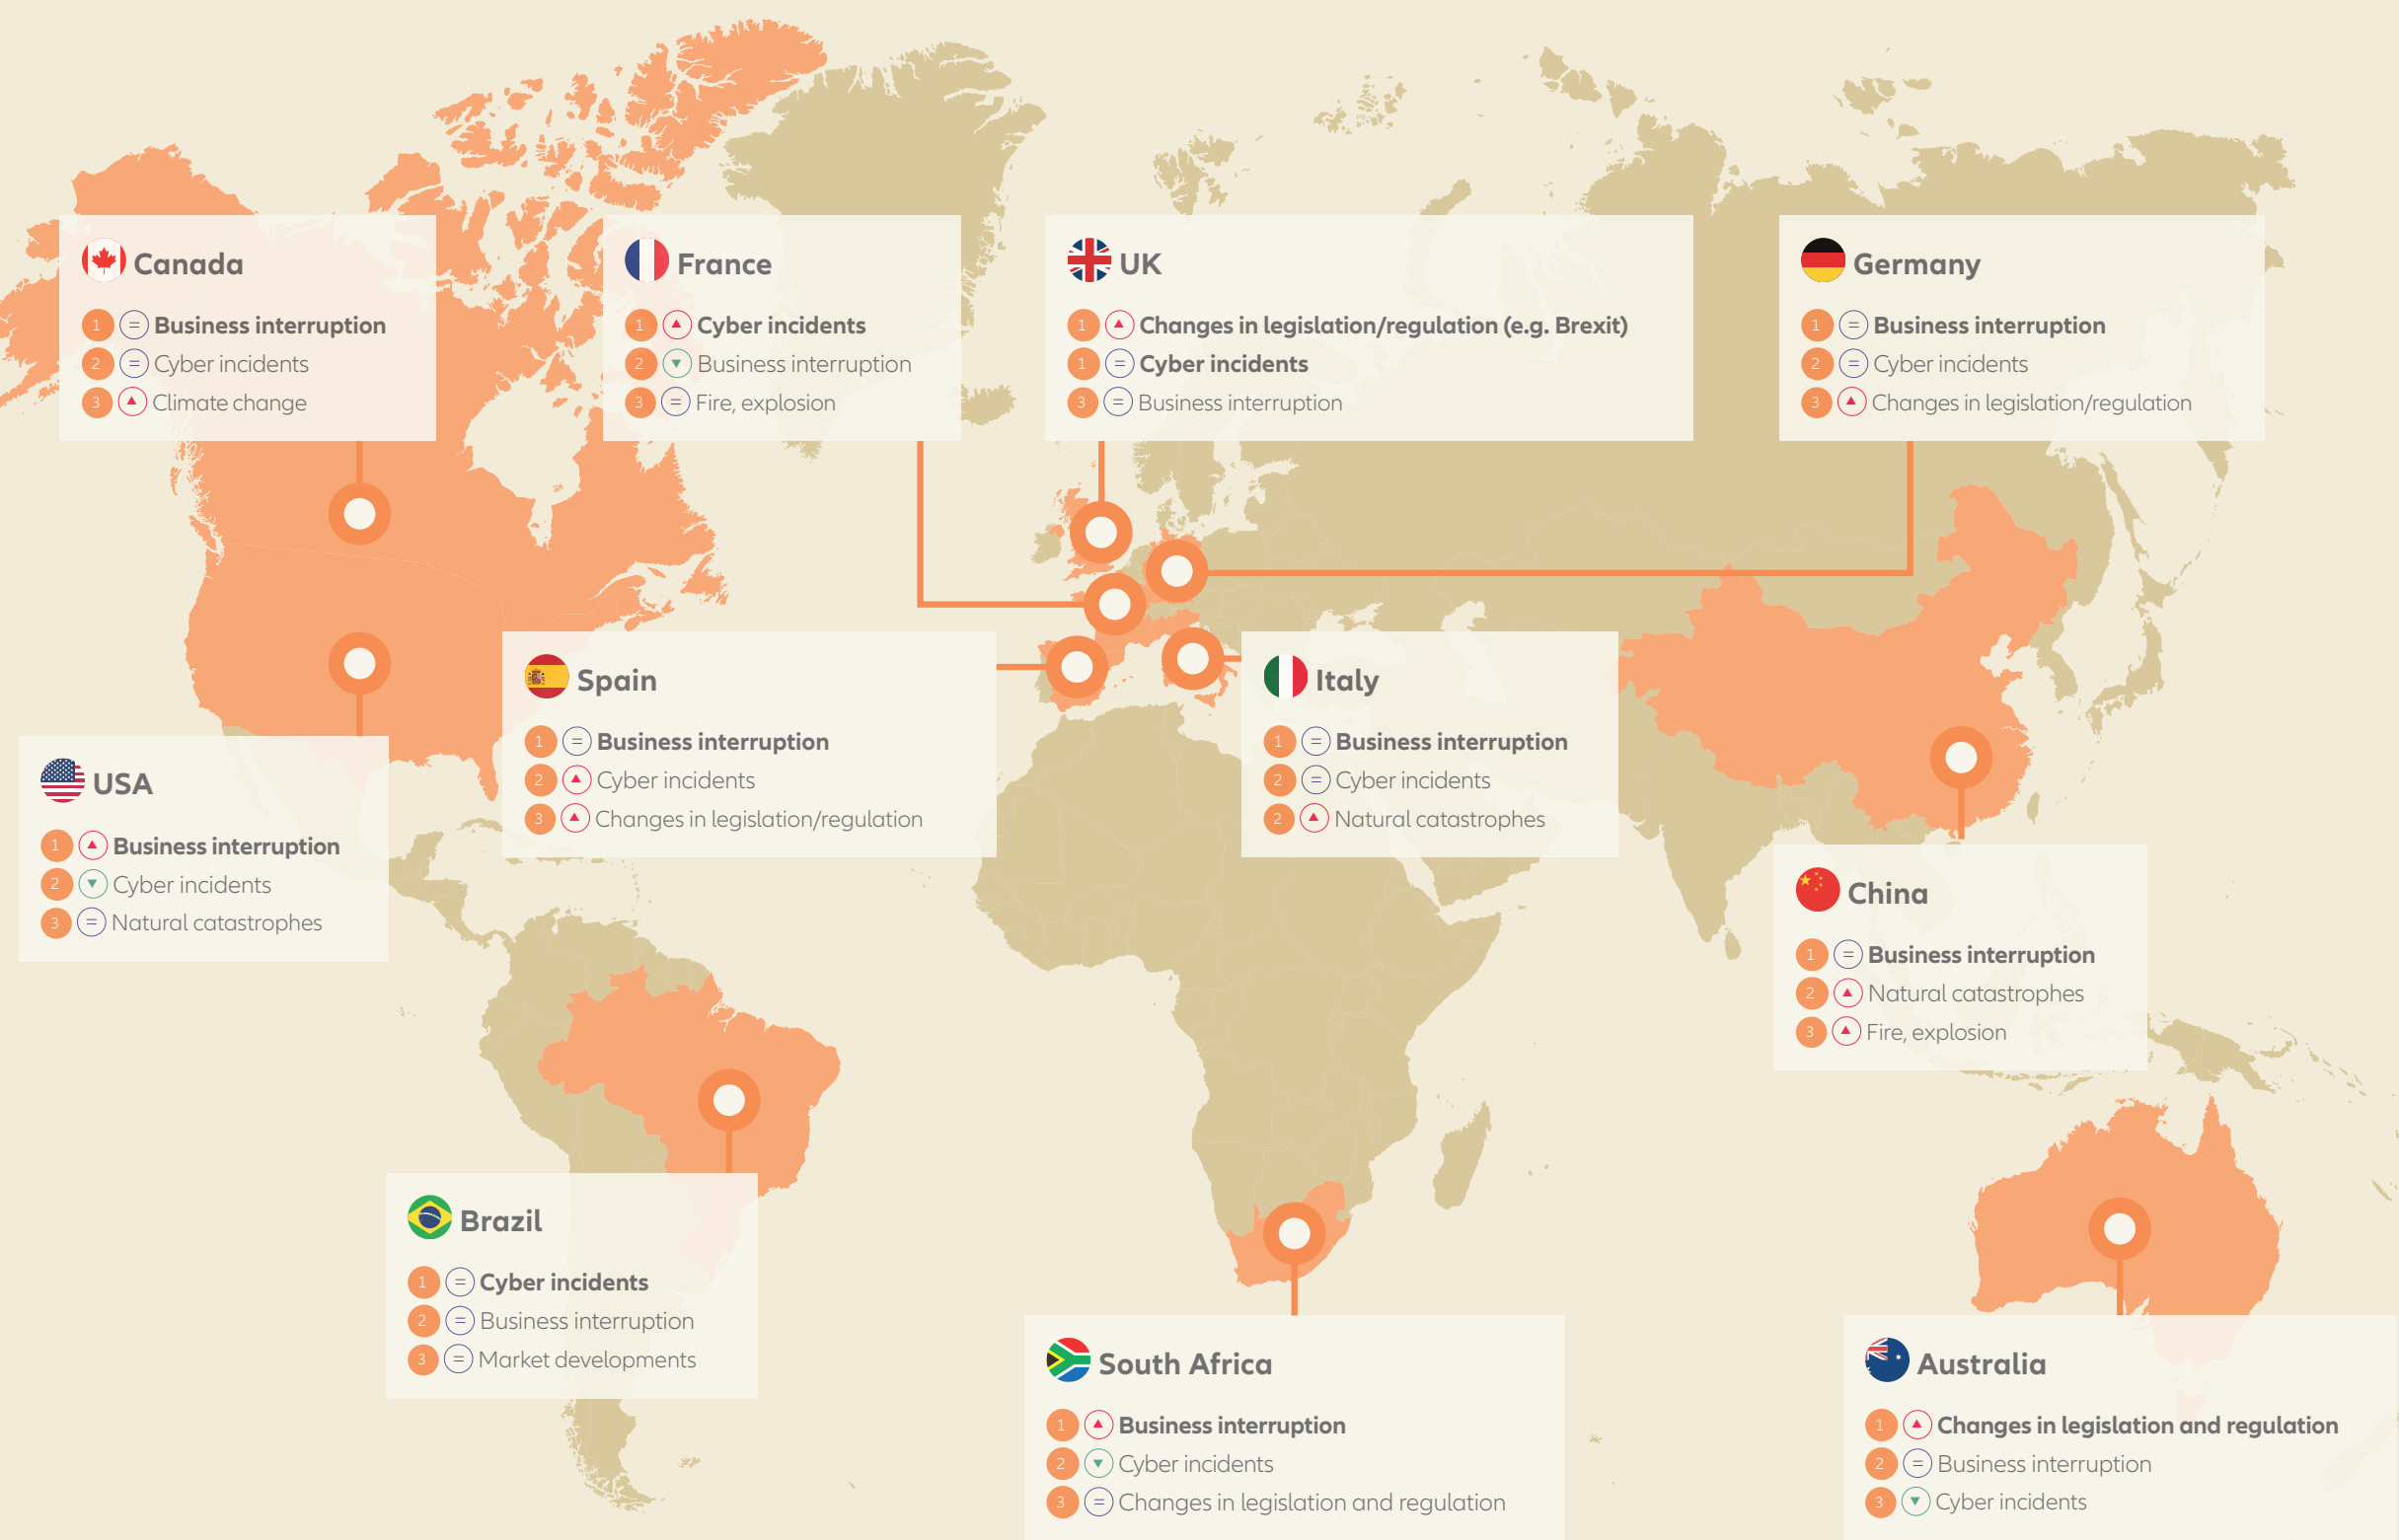 Canada
1 = Business interruption
2 = Cyber incidents
3 ▲ Climate change
France
1 ▲ Cyber incidents
2 ▼ Business interruption
3 = Fire, explosion
UK
1 ▲ Changes in legislation/regulation (e.g. Brexit)
1 = Cyber incidents
3 = Business interruption
Germany
1 = Business interruption
2 = Cyber incidents
3 ▲ Changes in legislation/regulation
Spain
1 = Business interruption
2 ▲ Cyber incidents
3 ▲ Changes in legislation/regulation
Italy
1 = Business interruption
2 = Cyber incidents
2 ▲ Natural catastrophes
USA
1 ▲ Business interruption
2 ▼ Cyber incidents
3 = Natural catastrophes
China
1 = Business interruption
2 ▲ Natural catastrophes
3 ▲ Fire, explosion
Brazil
1 = Cyber incidents
2 = Business interruption
3 = Market developments
South Africa
1 ▲ Business interruption
2 ▼ Cyber incidents
3 = Changes in legislation and regulation
Australia
1 ▲ Changes in legislation and regulation
2 = Business interruption
3 ▼ Cyber incidents